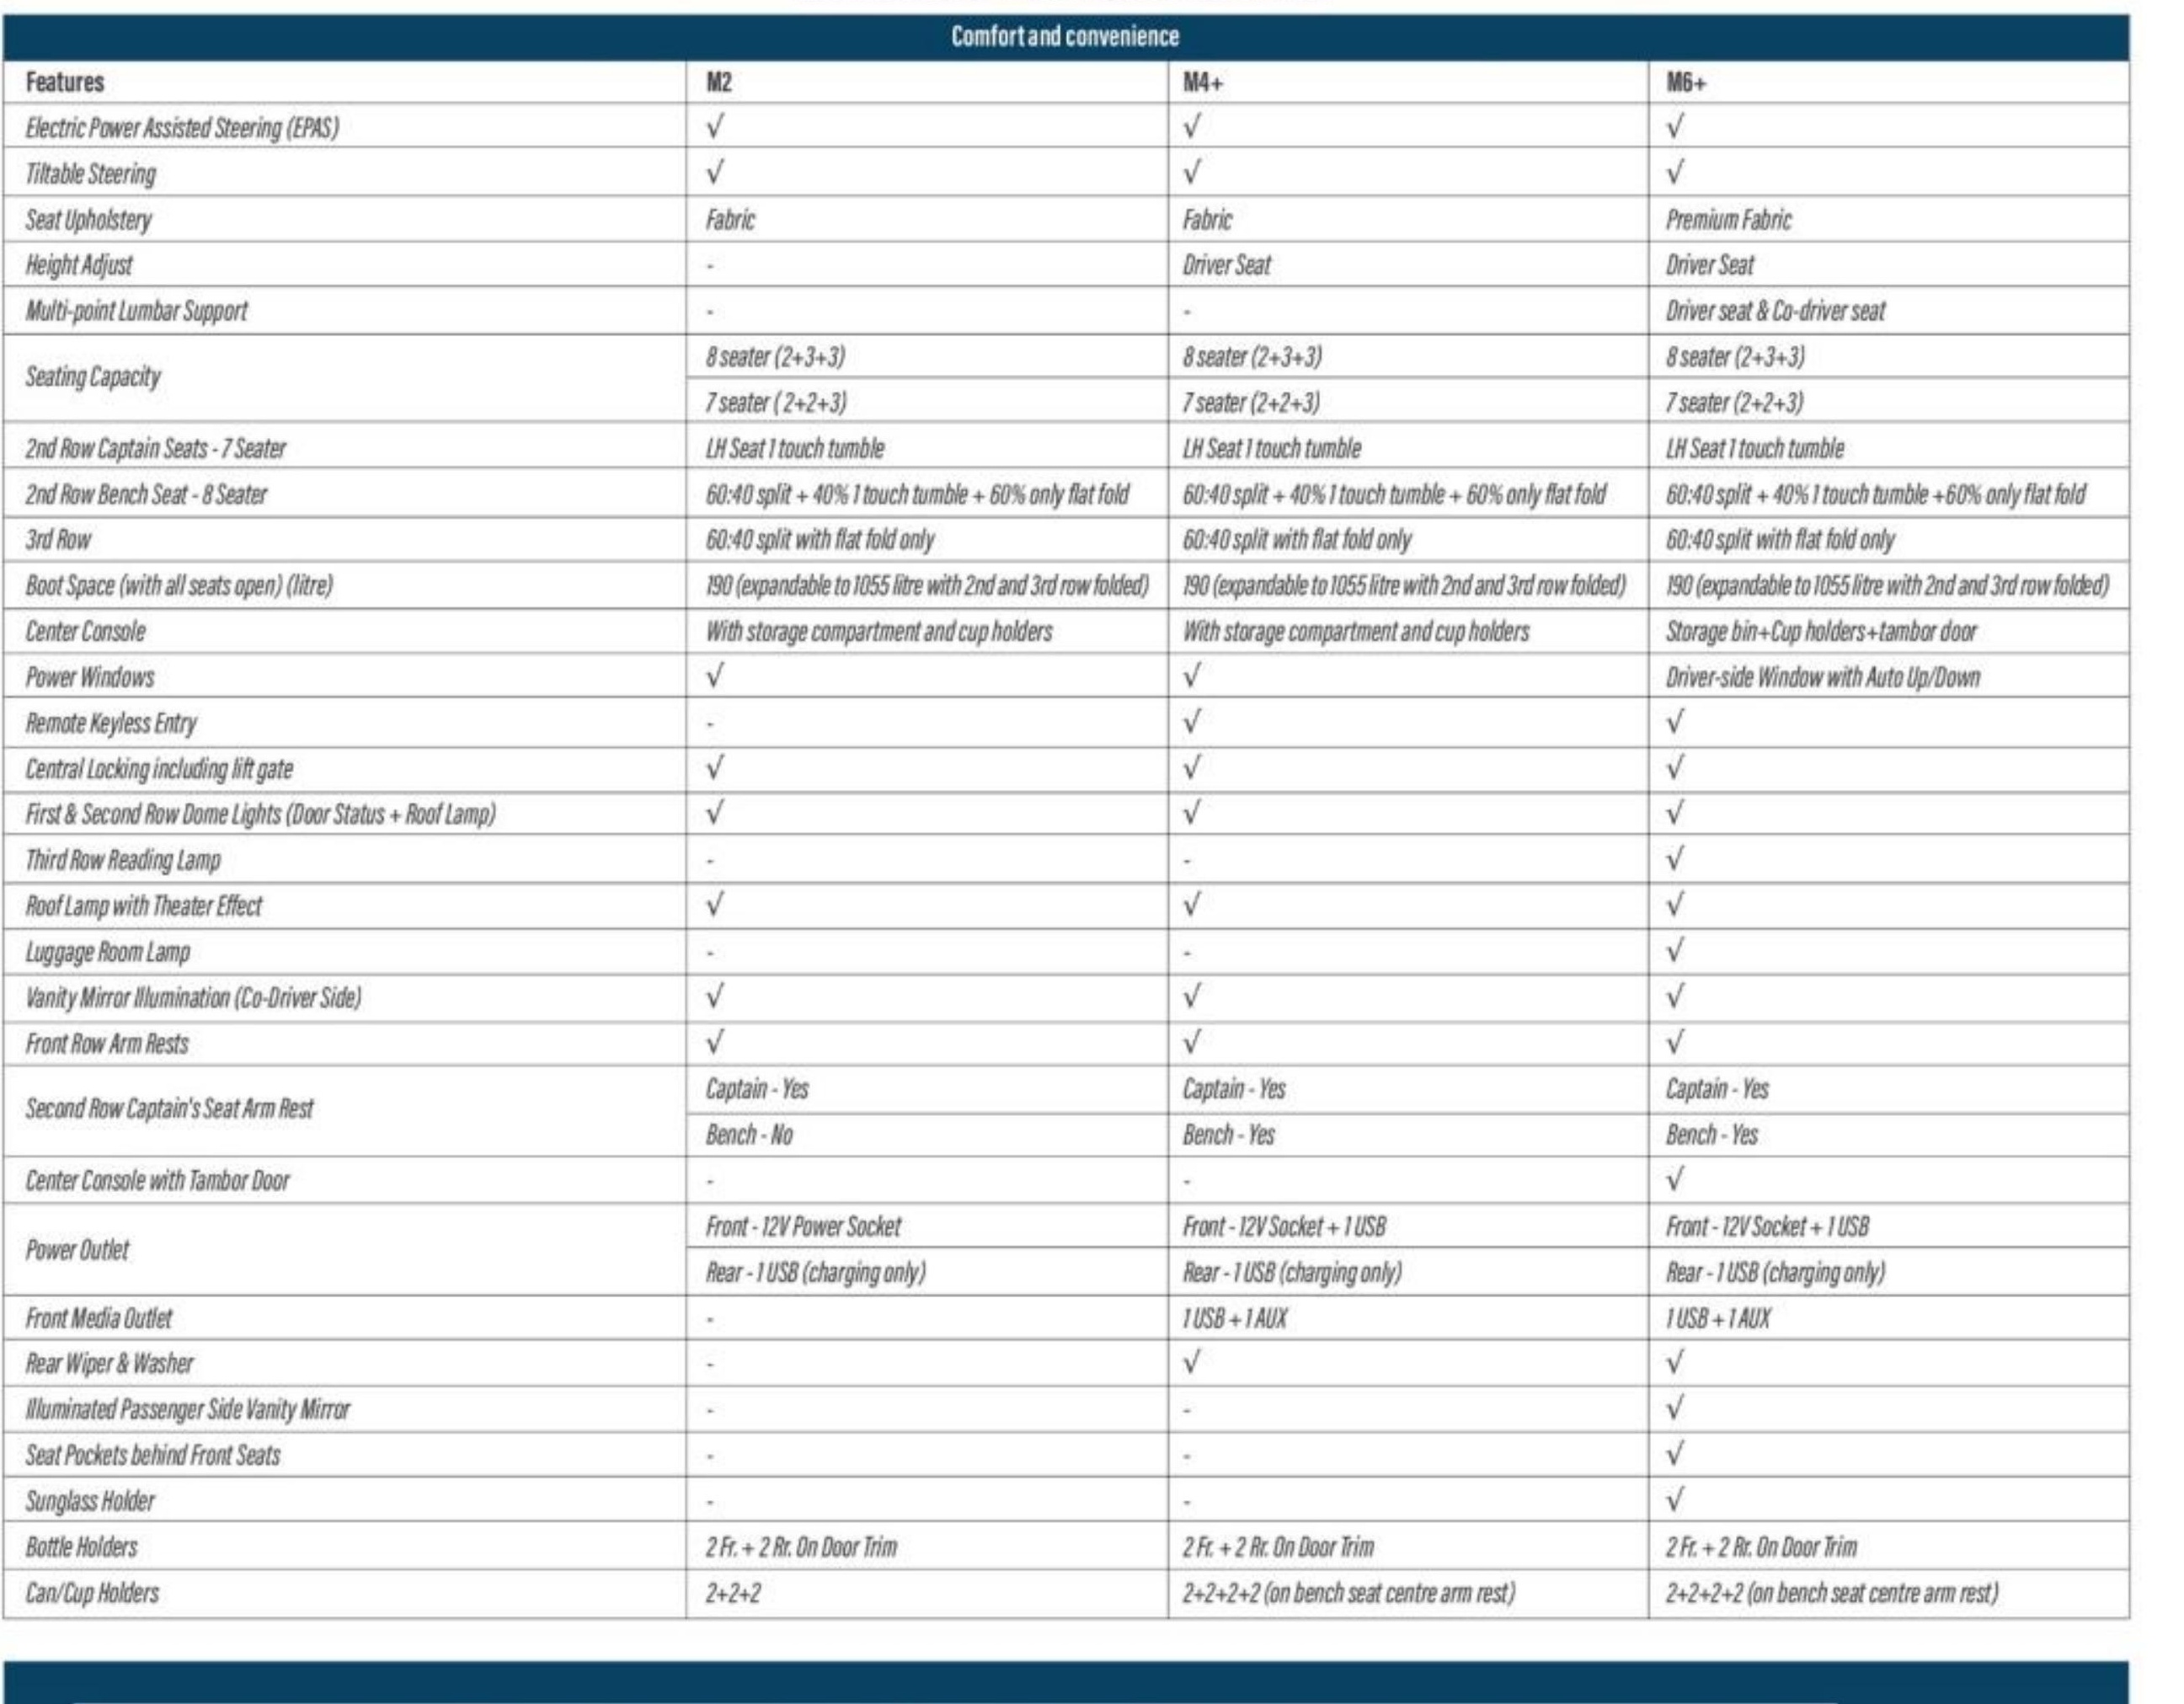 Comfort and convenience
Features M2 M4+ M6+
Electric Power Assisted Steering (EPAS) √ √ √
Tiltable Steering √ √ √
Seat Upholstery Fabric Fabric Premium Fabric
Height Adjust - Driver Seat Driver Seat
Multi-point Lumbar Support - - Driver seat & Co-driver seat
Seating Capacity
8 seater (2+3+3) 8 seater (2+3+3) 8 seater (2+3+3)
7 seater ( 2+2+3) 7 seater (2+2+3) 7 seater (2+2+3)
2nd Row Captain Seats - 7 Seater LH Seat 1 touch tumble LH Seat 1 touch tumble LH Seat 1 touch tumble
2nd Row Bench Seat - 8 Seater 60:40 split + 40% 1 touch tumble + 60% only flat fold 60:40 split + 40% 1 touch tumble + 60% only flat fold 60:40 split + 40% 1 touch tumble +60% only flat fold
3rd Row 60:40 split with flat fold only 60:40 split with flat fold only 60:40 split with flat fold only
Boot Space (with all seats open) (litre) 190 (expandable to 1055 litre with 2nd and 3rd row folded) 190 (expandable to 1055 litre with 2nd and 3rd row folded) 190 (expandable to 1055 litre with 2nd and 3rd row folded)
Center Console With storage compartment and cup holders With storage compartment and cup holders Storage bin+Cup holders+tambor door
Power Windows √ √ Driver-side Window with Auto Up/Down
Remote Keyless Entry - √ √
Central Locking including lift gate √ √ √
First & Second Row Dome Lights (Door Status + Roof Lamp) √ √ √
Third Row Reading Lamp - - √
Roof Lamp with Theater Effect √ √ √
Luggage Room Lamp - - √
Vanity Mirror Illumination (Co-Driver Side) √ √ √
Front Row Arm Rests √ √ √
Second Row Captain's Seat Arm Rest
Captain - Yes Captain - Yes Captain - Yes
Bench - No Bench - Yes Bench - Yes
Center Console with Tambor Door - - √
Power Outlet
Front - 12V Power Socket Front - 12V Socket + 1 USB Front - 12V Socket + 1 USB
Rear - 1 USB (charging only) Rear - 1 USB (charging only) Rear - 1 USB (charging only)
Front Media Outlet - 1 USB + 1 AUX 1 USB + 1 AUX
Rear Wiper & Washer - √ √
Illuminated Passenger Side Vanity Mirror - - √
Seat Pockets behind Front Seats - - √
Sunglass Holder - - √
Bottle Holders 2 Fr. + 2 Rr. On Door Trim 2 Fr. + 2 Rr. On Door Trim 2 Fr. + 2 Rr. On Door Trim
Can/Cup Holders 2+2+2 2+2+2+2 (on bench seat centre arm rest) 2+2+2+2 (on bench seat centre arm rest)